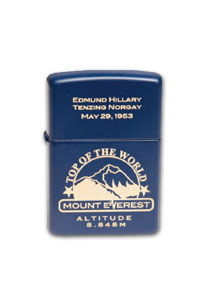 EDMUND HILLARY
TENZING NORGAY
MAY 29, 1953
TOP OF THE WORLD
MOUNT EVEREST
ALTITUDE
8,848M